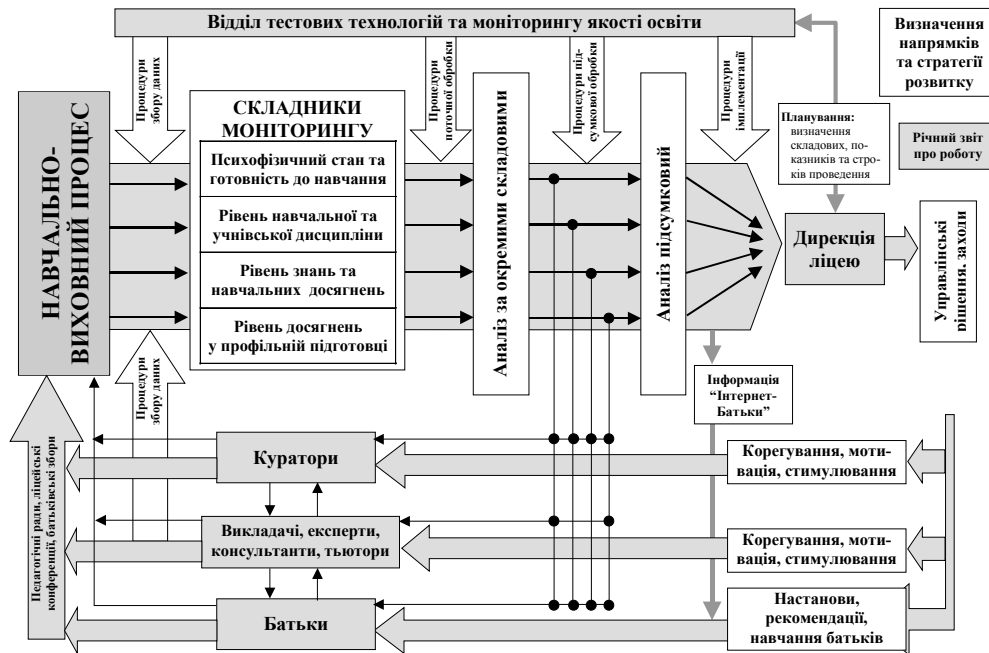 Відділ тестових технологій та моніторингу якості освіти
Визначення
напрямків
та стратегії
розвитку
Процедури
збору даних
Процедури
поточної обробки
Процедури під-
сумкової обробки
Процедури
імплементації
Планування:
визначення
складових, по-
казників та стро-
ків проведення
Річний звіт
про роботу
НАВЧАЛЬНО-
ВИХОВНИЙ ПРОЦЕС
СКЛАДНИКИ
МОНІТОРИНГУ
Психофізичний стан та
готовність до навчання
Рівень навчальної та
учнівської дисципліни
Рівень знань та
навчальних досягнень
Рівень досягнень
у профільній підготовці
Аналіз за окремими складовими
Аналіз підсумковий
Дирекція
ліцею
Управлінські
рішення. заходи
Процедури
збору даних
Інформація
“Інтернет-
Батьки”
Педагогічні ради, ліцейські
конференції, батьківські збори
Куратори
Корегування, моти-
вація, стимулювання
Викладачі, експерти,
консультанти, тьютори
Корегування, моти-
вація, стимулювання
Батьки
Настанови,
рекомендації,
навчання батьків